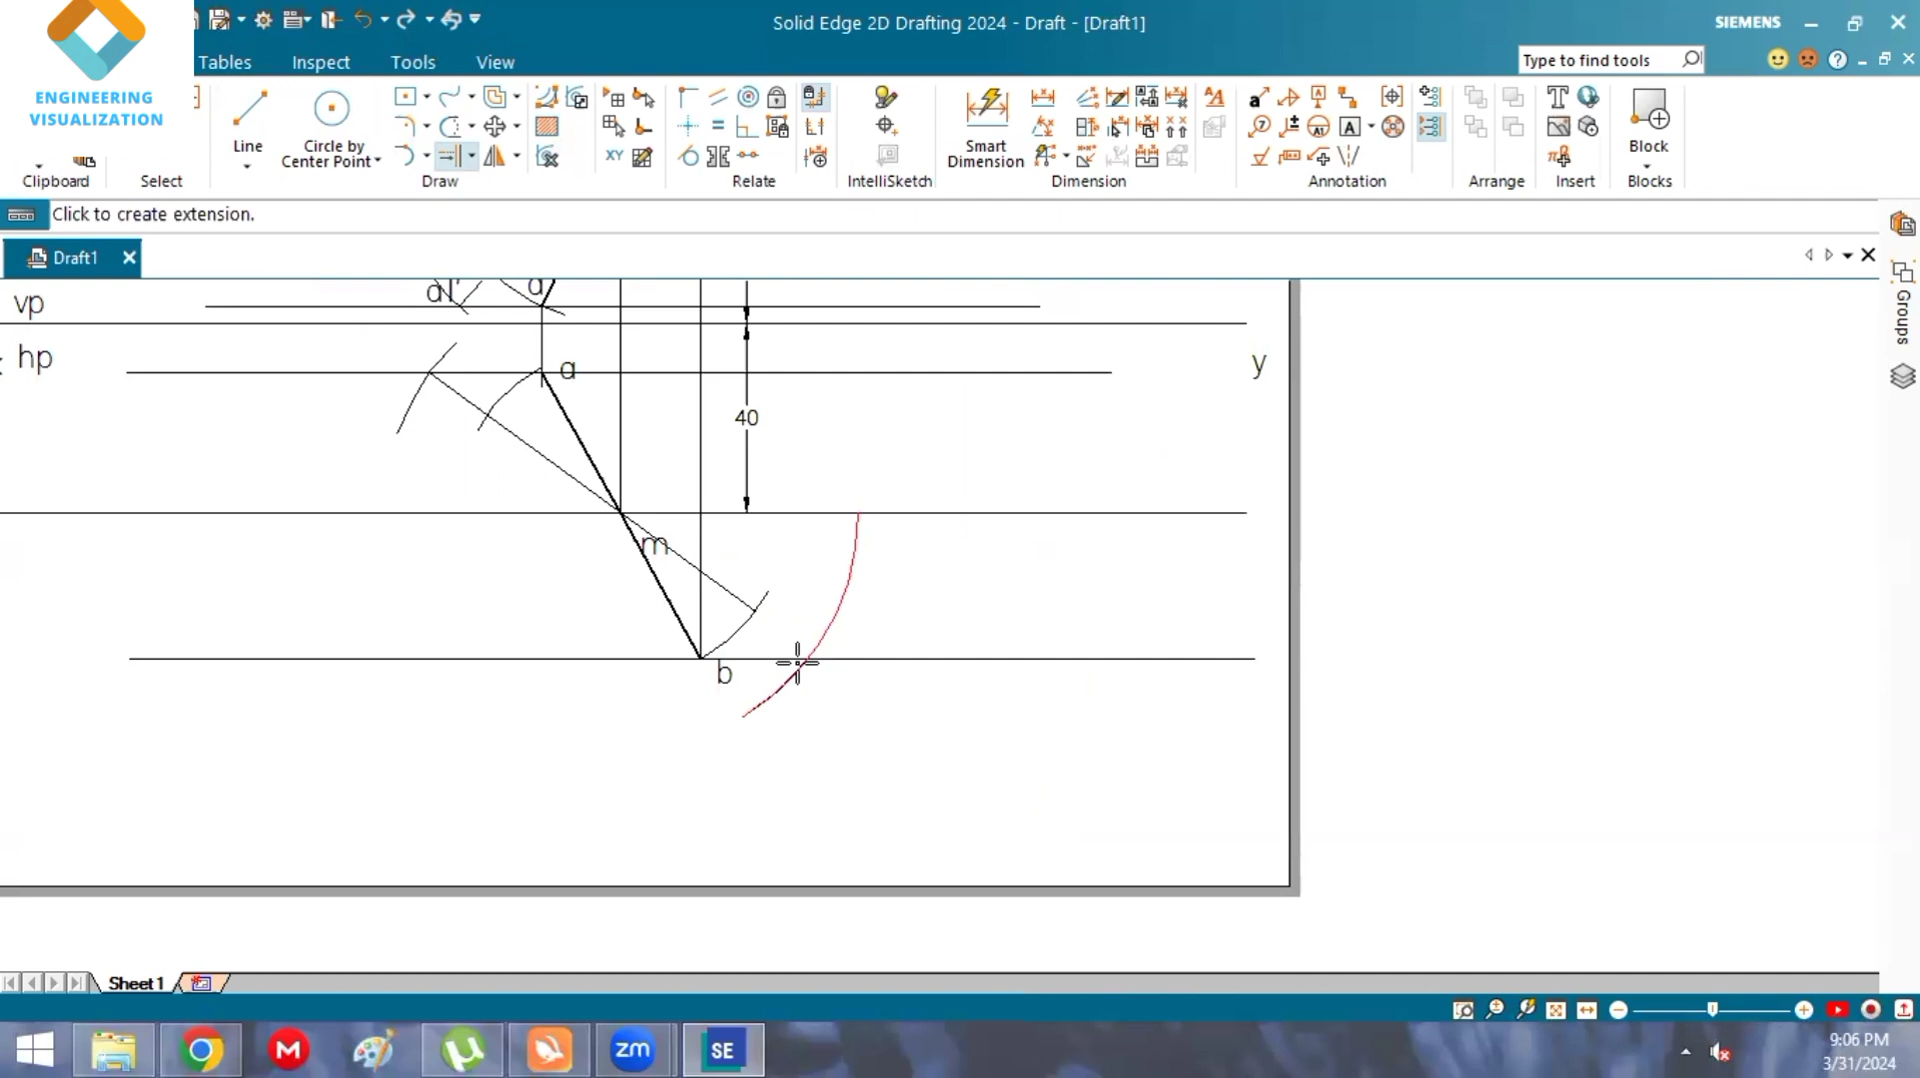 Solid Edge 2D Drafting 2024 - Draft - [Draft1]
SIEMENS
ENGINEERING
VISUALIZATION
Tables
Inspect
Tools
View
Type to find tools
Line
Circle by
Center Point
Smart
Dimension
Block
Clipboard
Select
Draw
Relate
IntelliSketch
Dimension
Annotation
Arrange
Insert
Blocks
Click to create extension.
Draft1
Groups
vp
hp
a
y
40
m
b
Sheet1
zm
SE
9:06 PM
3/31/2024